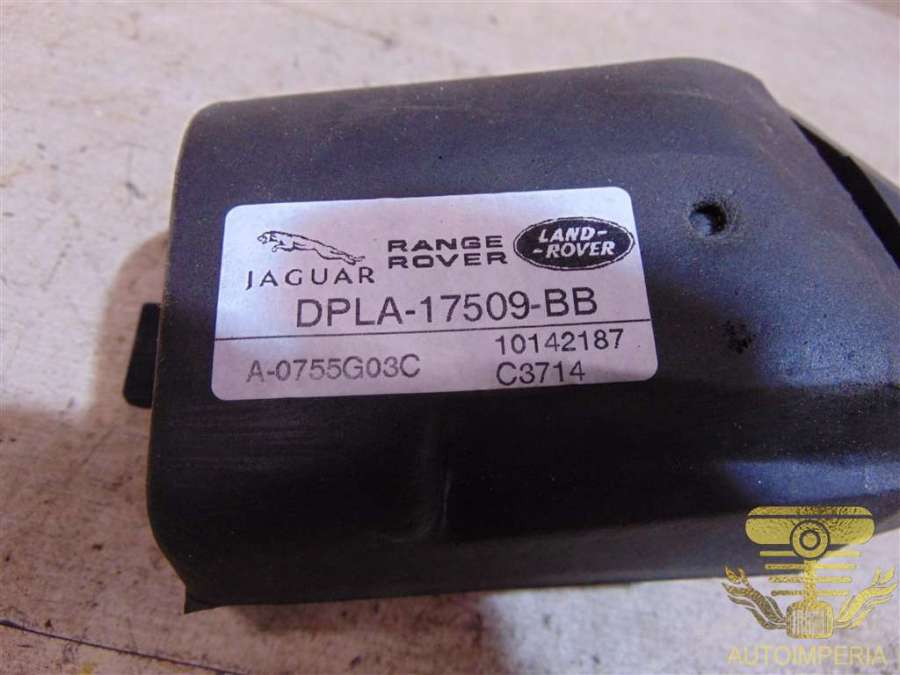 JAGUAR
RANGE
ROVER
LAND-
-ROVER
DPLA-17509-BB
A-0755G03C
10142187
C3714
AUTOIMPERIA